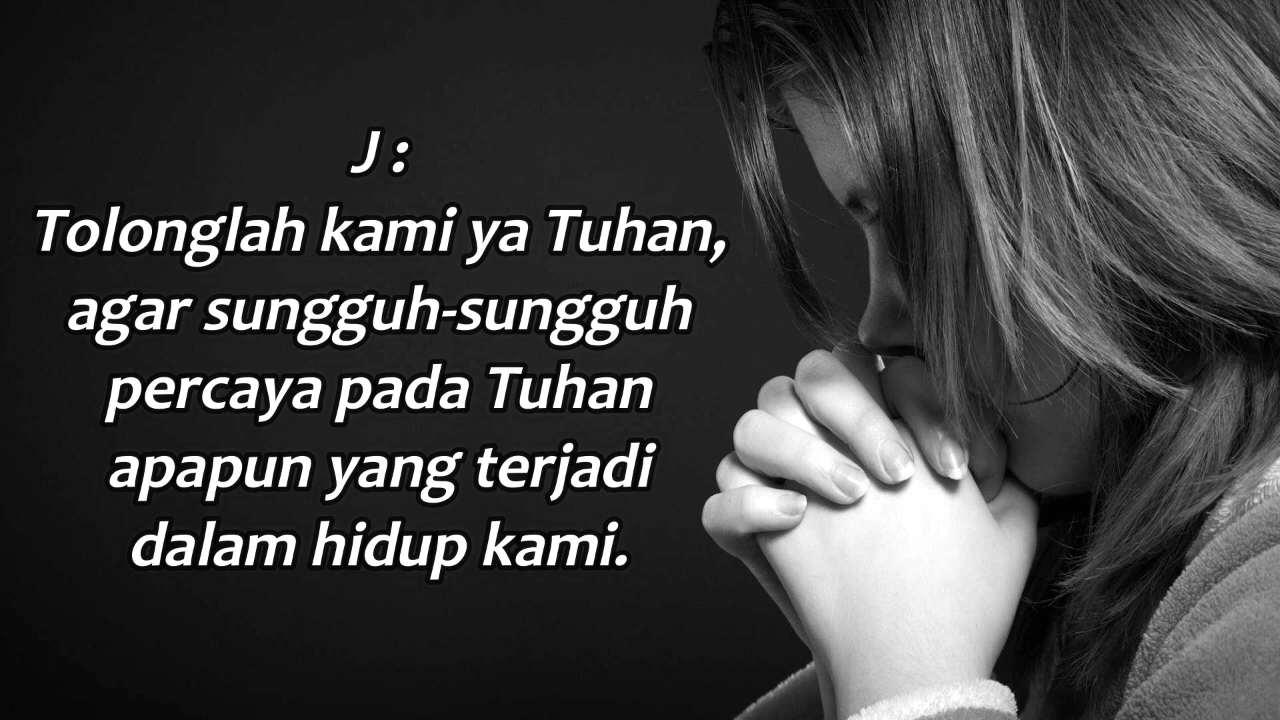 J :
Tolonglah kami ya Tuhan,
agar sungguh-sungguh
percaya pada Tuhan
apapun yang terjadi
dalam hidup kami.